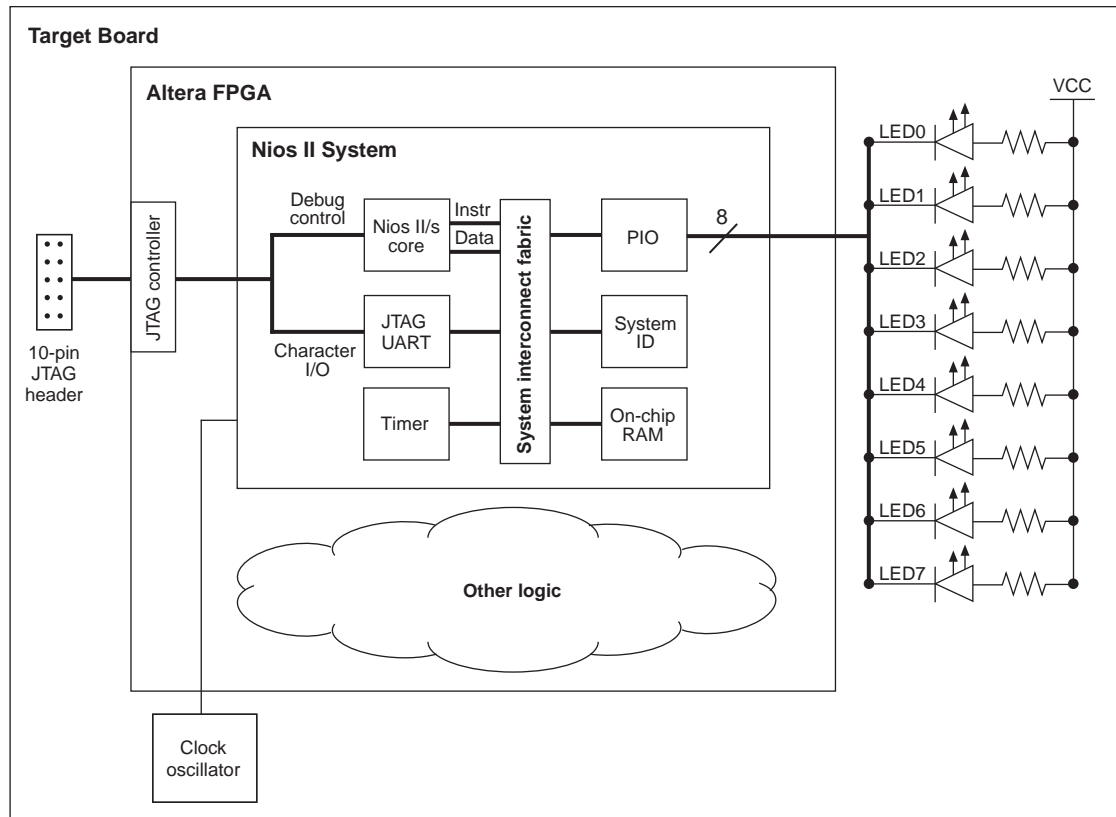 Target Board
Altera FPGA
VCC
Nios II System
LED0
LED1
LED2
LED3
LED4
LED5
LED6
LED7
Debug
control
Nios II/s
core
Instr
Data
System interconnect fabric
PIO
8
JTAG controller
10-pin
JTAG
header
Character
I/O
JTAG
UART
System
ID
Timer
On-chip
RAM
Other logic
Clock
oscillator